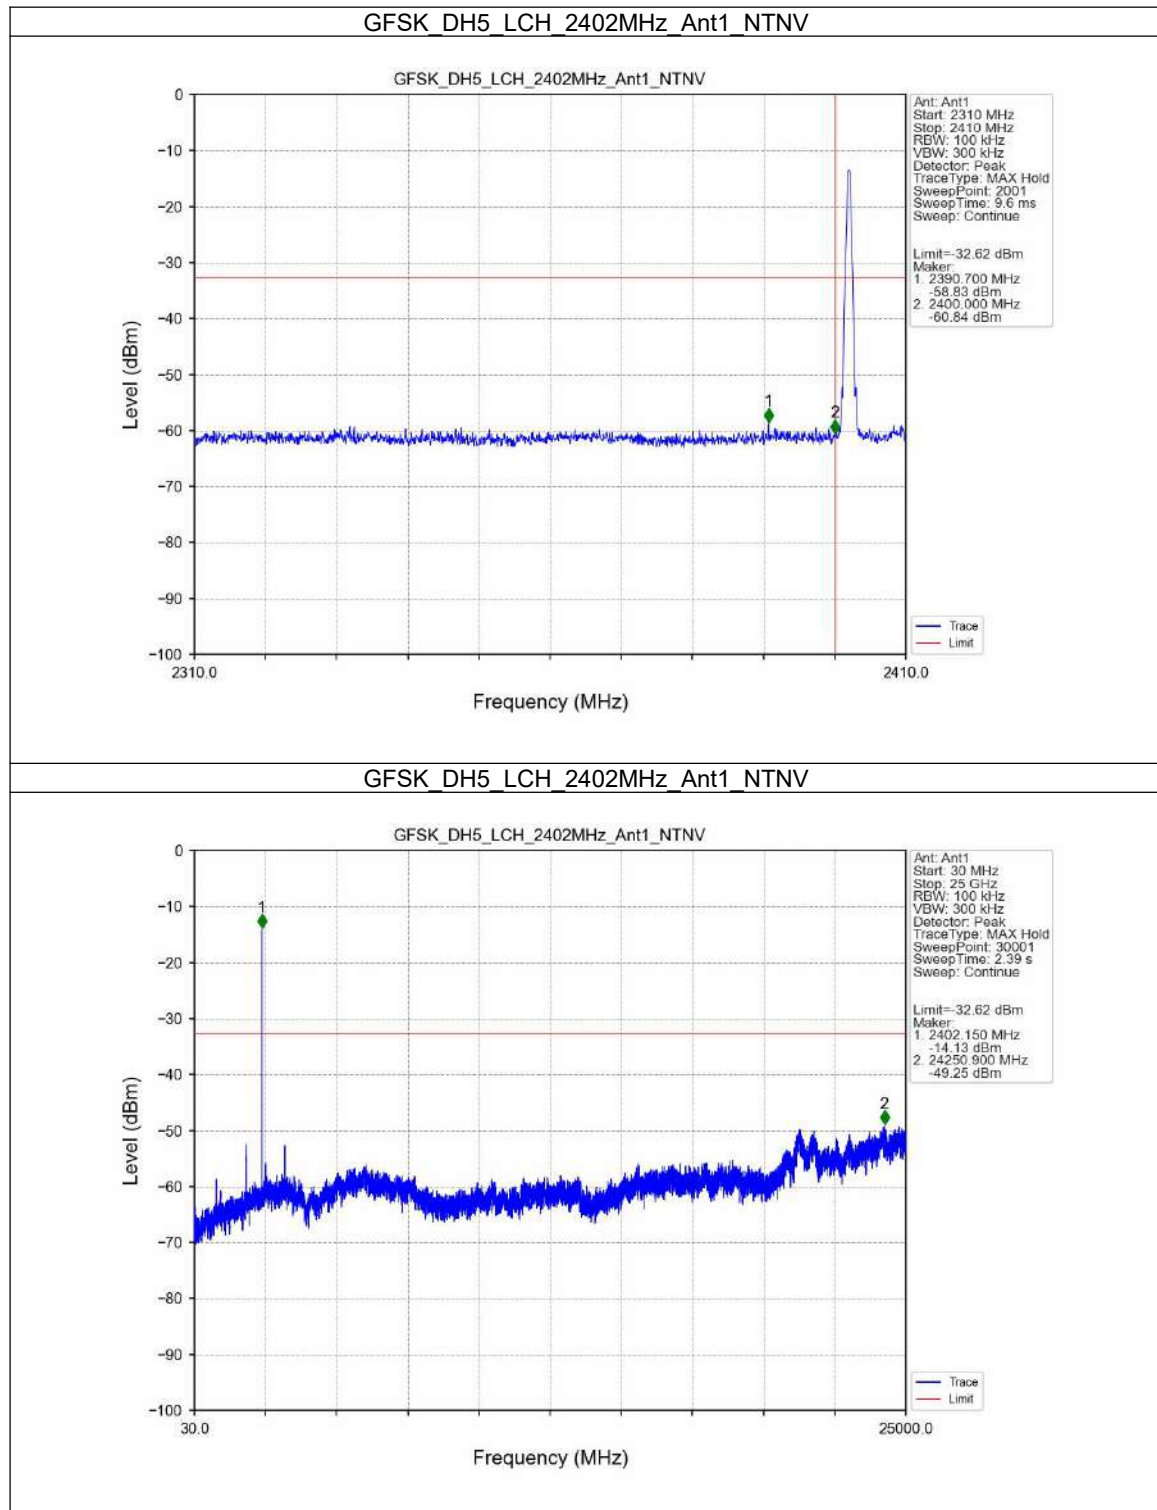 GFSK_DH5_LCH_2402MHz_Ant1_NTNV
GFSK_DH5_LCH_2402MHz_Ant1_NTNV
0
−10
−20
−30
−40
−50
−60
−70
−80
−90
−100
Level (dBm)
1
2
2310.0
2410.0
Frequency (MHz)
Ant: Ant1
Start: 2310 MHz
Stop: 2410 MHz
RBW: 100 kHz
VBW: 300 kHz
Detector: Peak
TraceType: MAX Hold
SweepPoint: 2001
SweepTime: 9.6 ms
Sweep: Continue
Limit=-32.62 dBm
Maker:
1. 2390.700 MHz
-58.83 dBm
2. 2400.000 MHz
-60.84 dBm
Trace
Limit
GFSK_DH5_LCH_2402MHz_Ant1_NTNV
GFSK_DH5_LCH_2402MHz_Ant1_NTNV
0
−10
−20
−30
−40
−50
−60
−70
−80
−90
−100
Level (dBm)
1
2
30.0
25000.0
Frequency (MHz)
Ant: Ant1
Start: 30 MHz
Stop: 25 GHz
RBW: 100 kHz
VBW: 300 kHz
Detector: Peak
TraceType: MAX Hold
SweepPoint: 30001
SweepTime: 2.39 s
Sweep: Continue
Limit=-32.62 dBm
Maker:
1. 2402.150 MHz
-14.13 dBm
2. 24250.900 MHz
-49.25 dBm
Trace
Limit